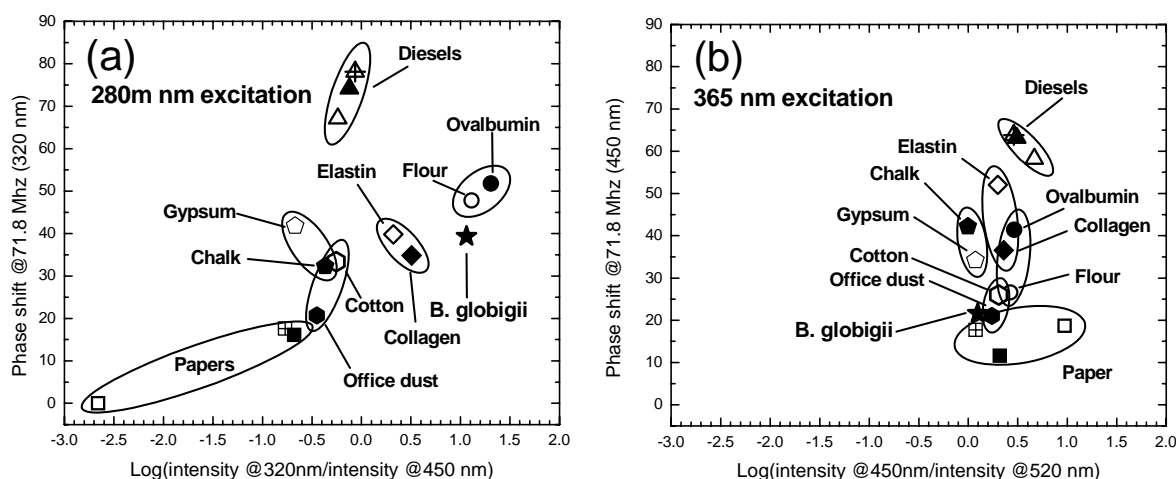 (a)
280m nm excitation
Diesels
Ovalbumin
Flour
Elastin
Gypsum
Chalk
Cotton
B. globigii
Collagen
Papers
Office dust
90
80
70
60
50
40
30
20
10
0
Phase shift @71.8 Mhz (320 nm)
-3.0 -2.5 -2.0 -1.5 -1.0 -0.5 0.0 0.5 1.0 1.5 2.0
Log(intensity @320nm/intensity @450 nm)
(b)
365 nm excitation
Diesels
Elastin
Chalk
Ovalbumin
Gypsum
Collagen
Cotton
Office dust
Flour
B. globigii
Paper
90
80
70
60
50
40
30
20
10
0
Phase shift @71.8 Mhz (450 nm)
-3.0 -2.5 -2.0 -1.5 -1.0 -0.5 0.0 0.5 1.0 1.5 2.0
Log(intensity @450nm/intensity @520 nm)